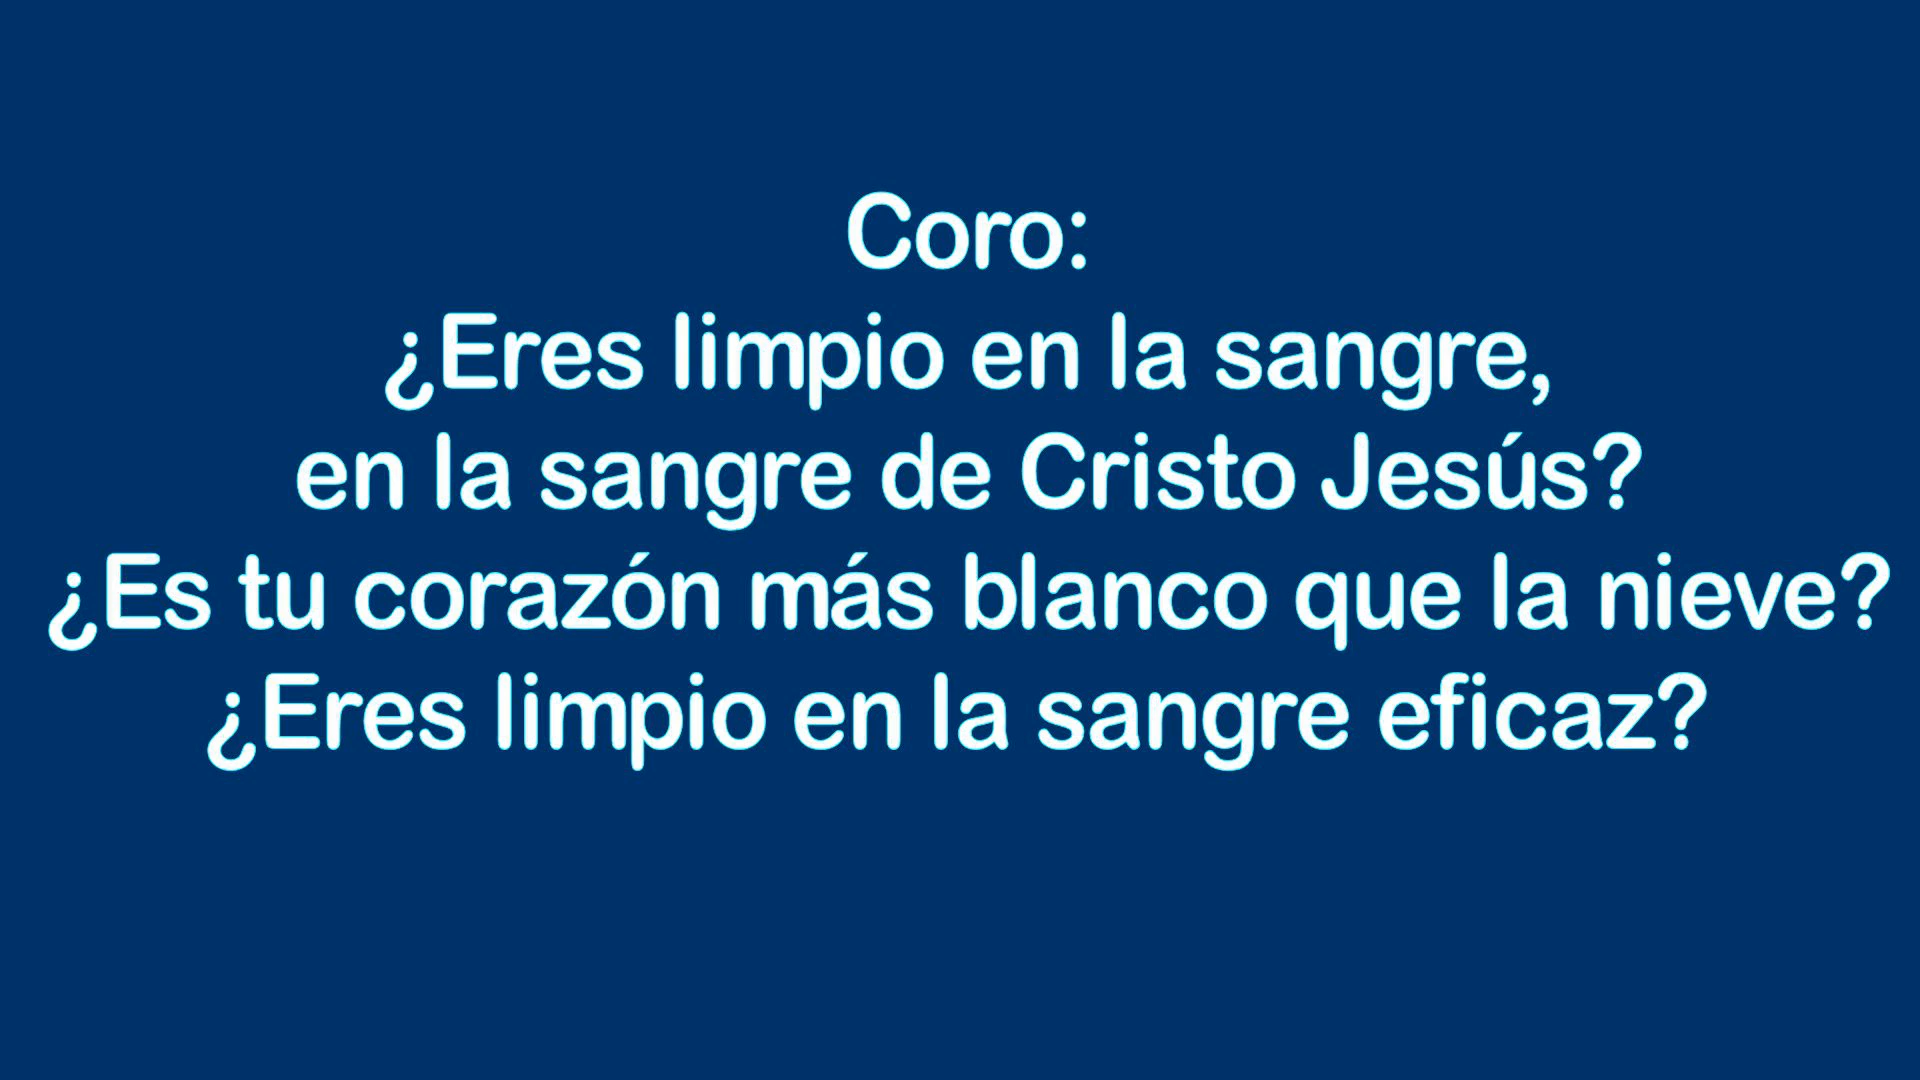 Coro:
¿Eres limpio en la sangre,
en la sangre de Cristo Jesús?
¿Es tu corazón más blanco que la nieve?
¿Eres limpio en la sangre eficaz?